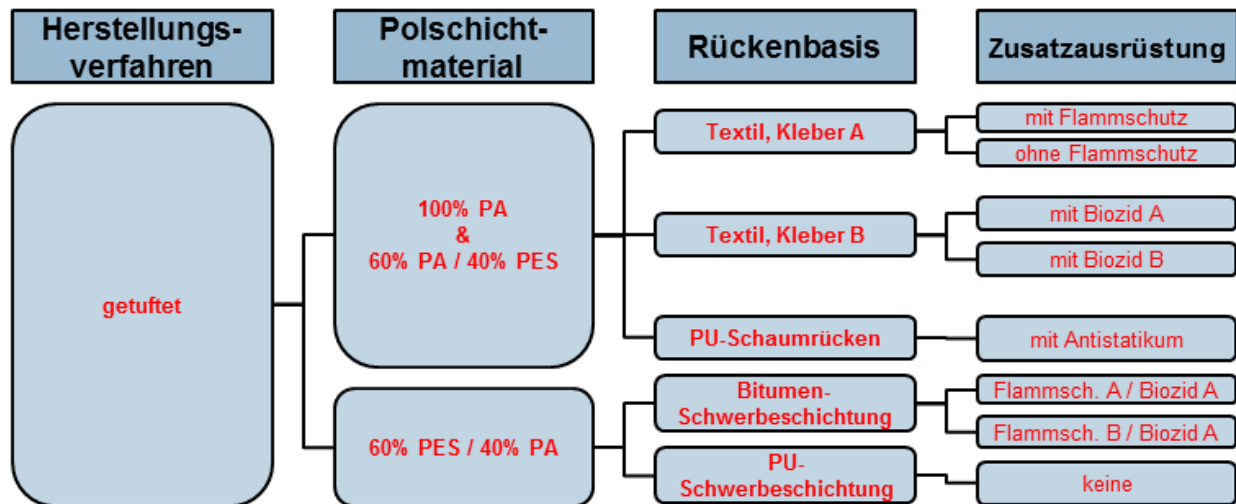 Herstellungs-
verfahren
Polschicht-
material
Rückenbasis
Zusatzausrüstung
getuftet
100% PA
&
60% PA / 40% PES
60% PES / 40% PA
Textil, Kleber A
Textil, Kleber B
PU-Schaumrücken
Bitumen-
Schwerbeschichtung
PU-
Schwerbeschichtung
mit Flammschutz
ohne Flammschutz
mit Biozid A
mit Biozid B
mit Antistatikum
Flammsch. A / Biozid A
Flammsch. B / Biozid A
keine